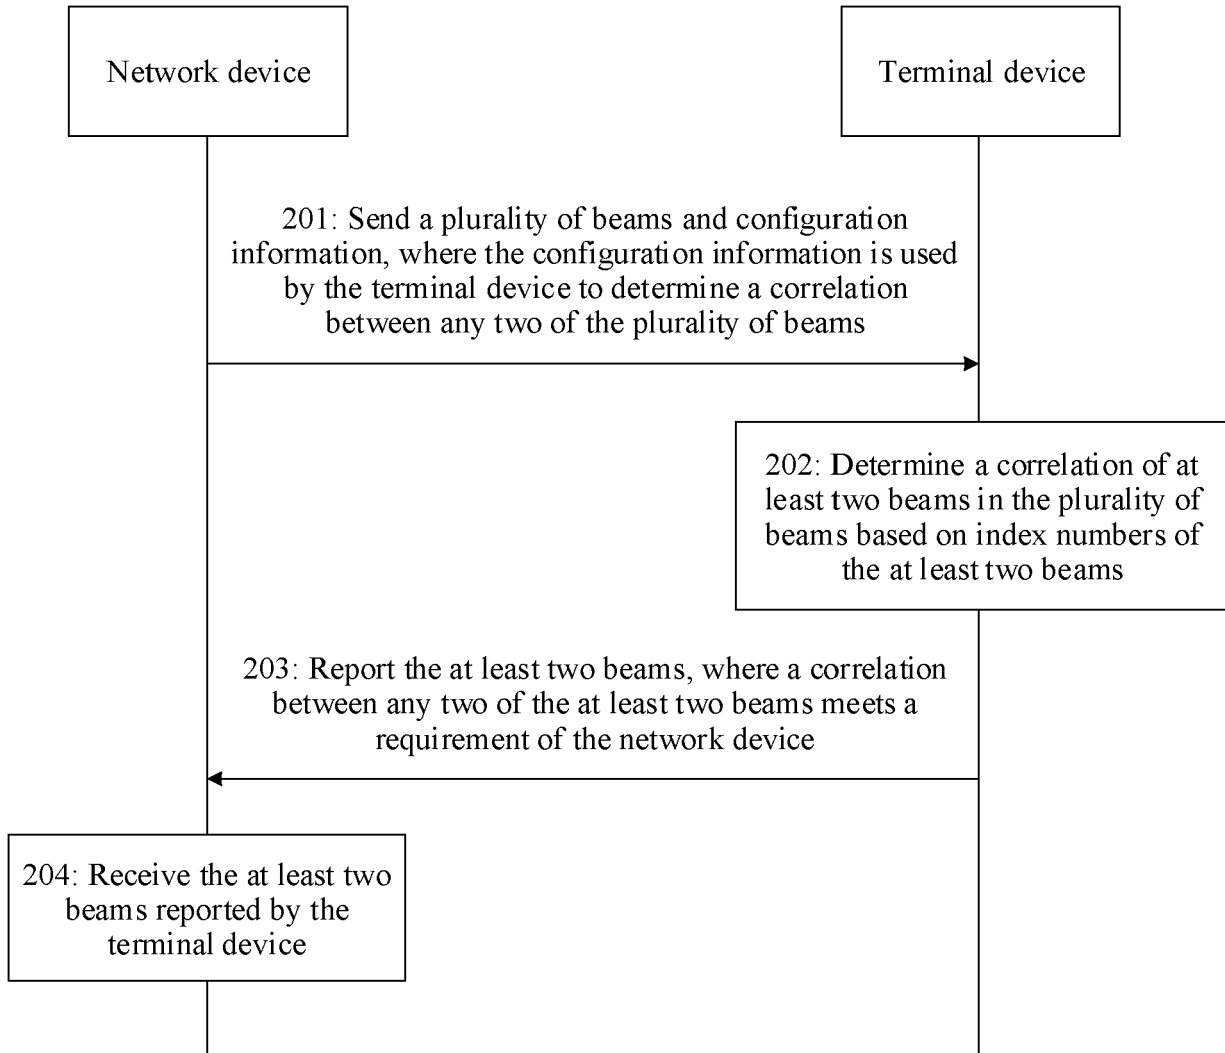 Network device
Terminal device
201: Send a plurality of beams and configuration
information, where the configuration information is used
by the terminal device to determine a correlation
between any two of the plurality of beams
202: Determine a correlation of at
least two beams in the plurality of
beams based on index numbers of
the at least two beams
203: Report the at least two beams, where a correlation
between any two of the at least two beams meets a
requirement of the network device
204: Receive the at least two
beams reported by the
terminal device